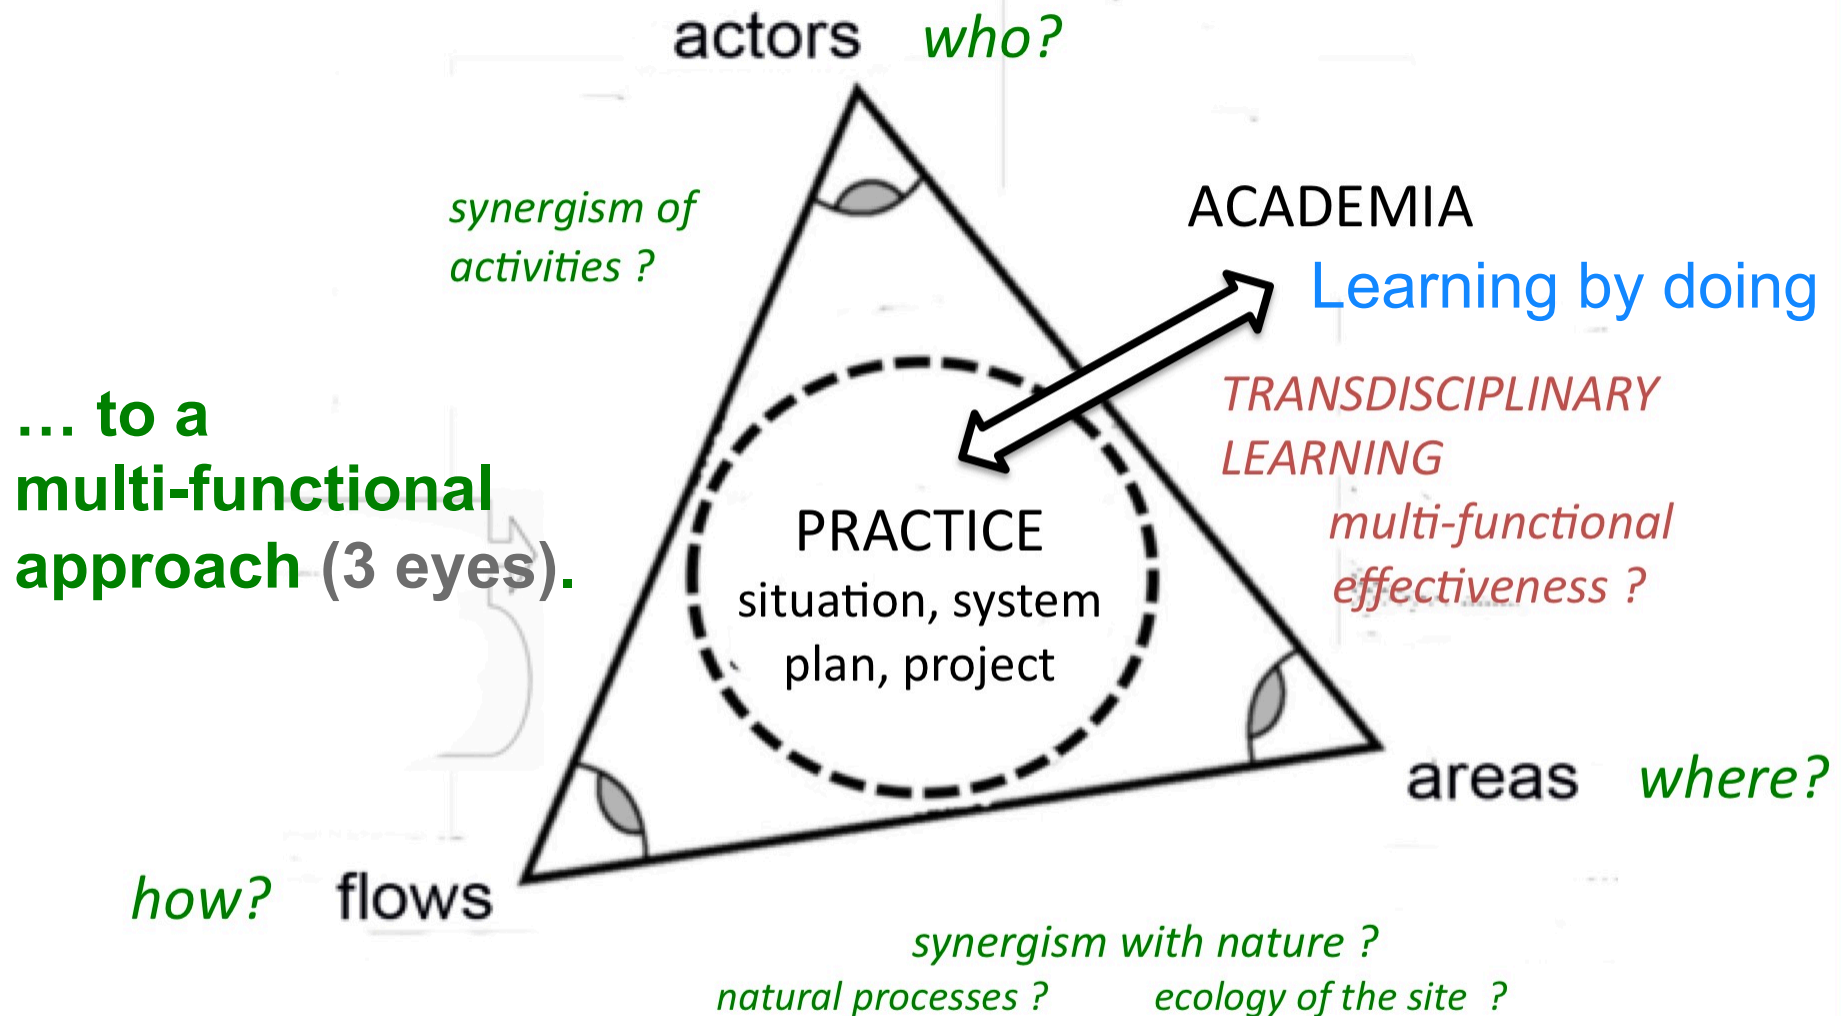 actors who?
synergism of
activities ?
ACADEMIA
Learning by doing
TRANSDISCIPLINARY
LEARNING
multi-functional
effectiveness ?
... to a
multi-functional
approach (3 eyes).
PRACTICE
situation, system
plan, project
areas where?
how? flows
synergism with nature ?
natural processes ? ecology of the site ?